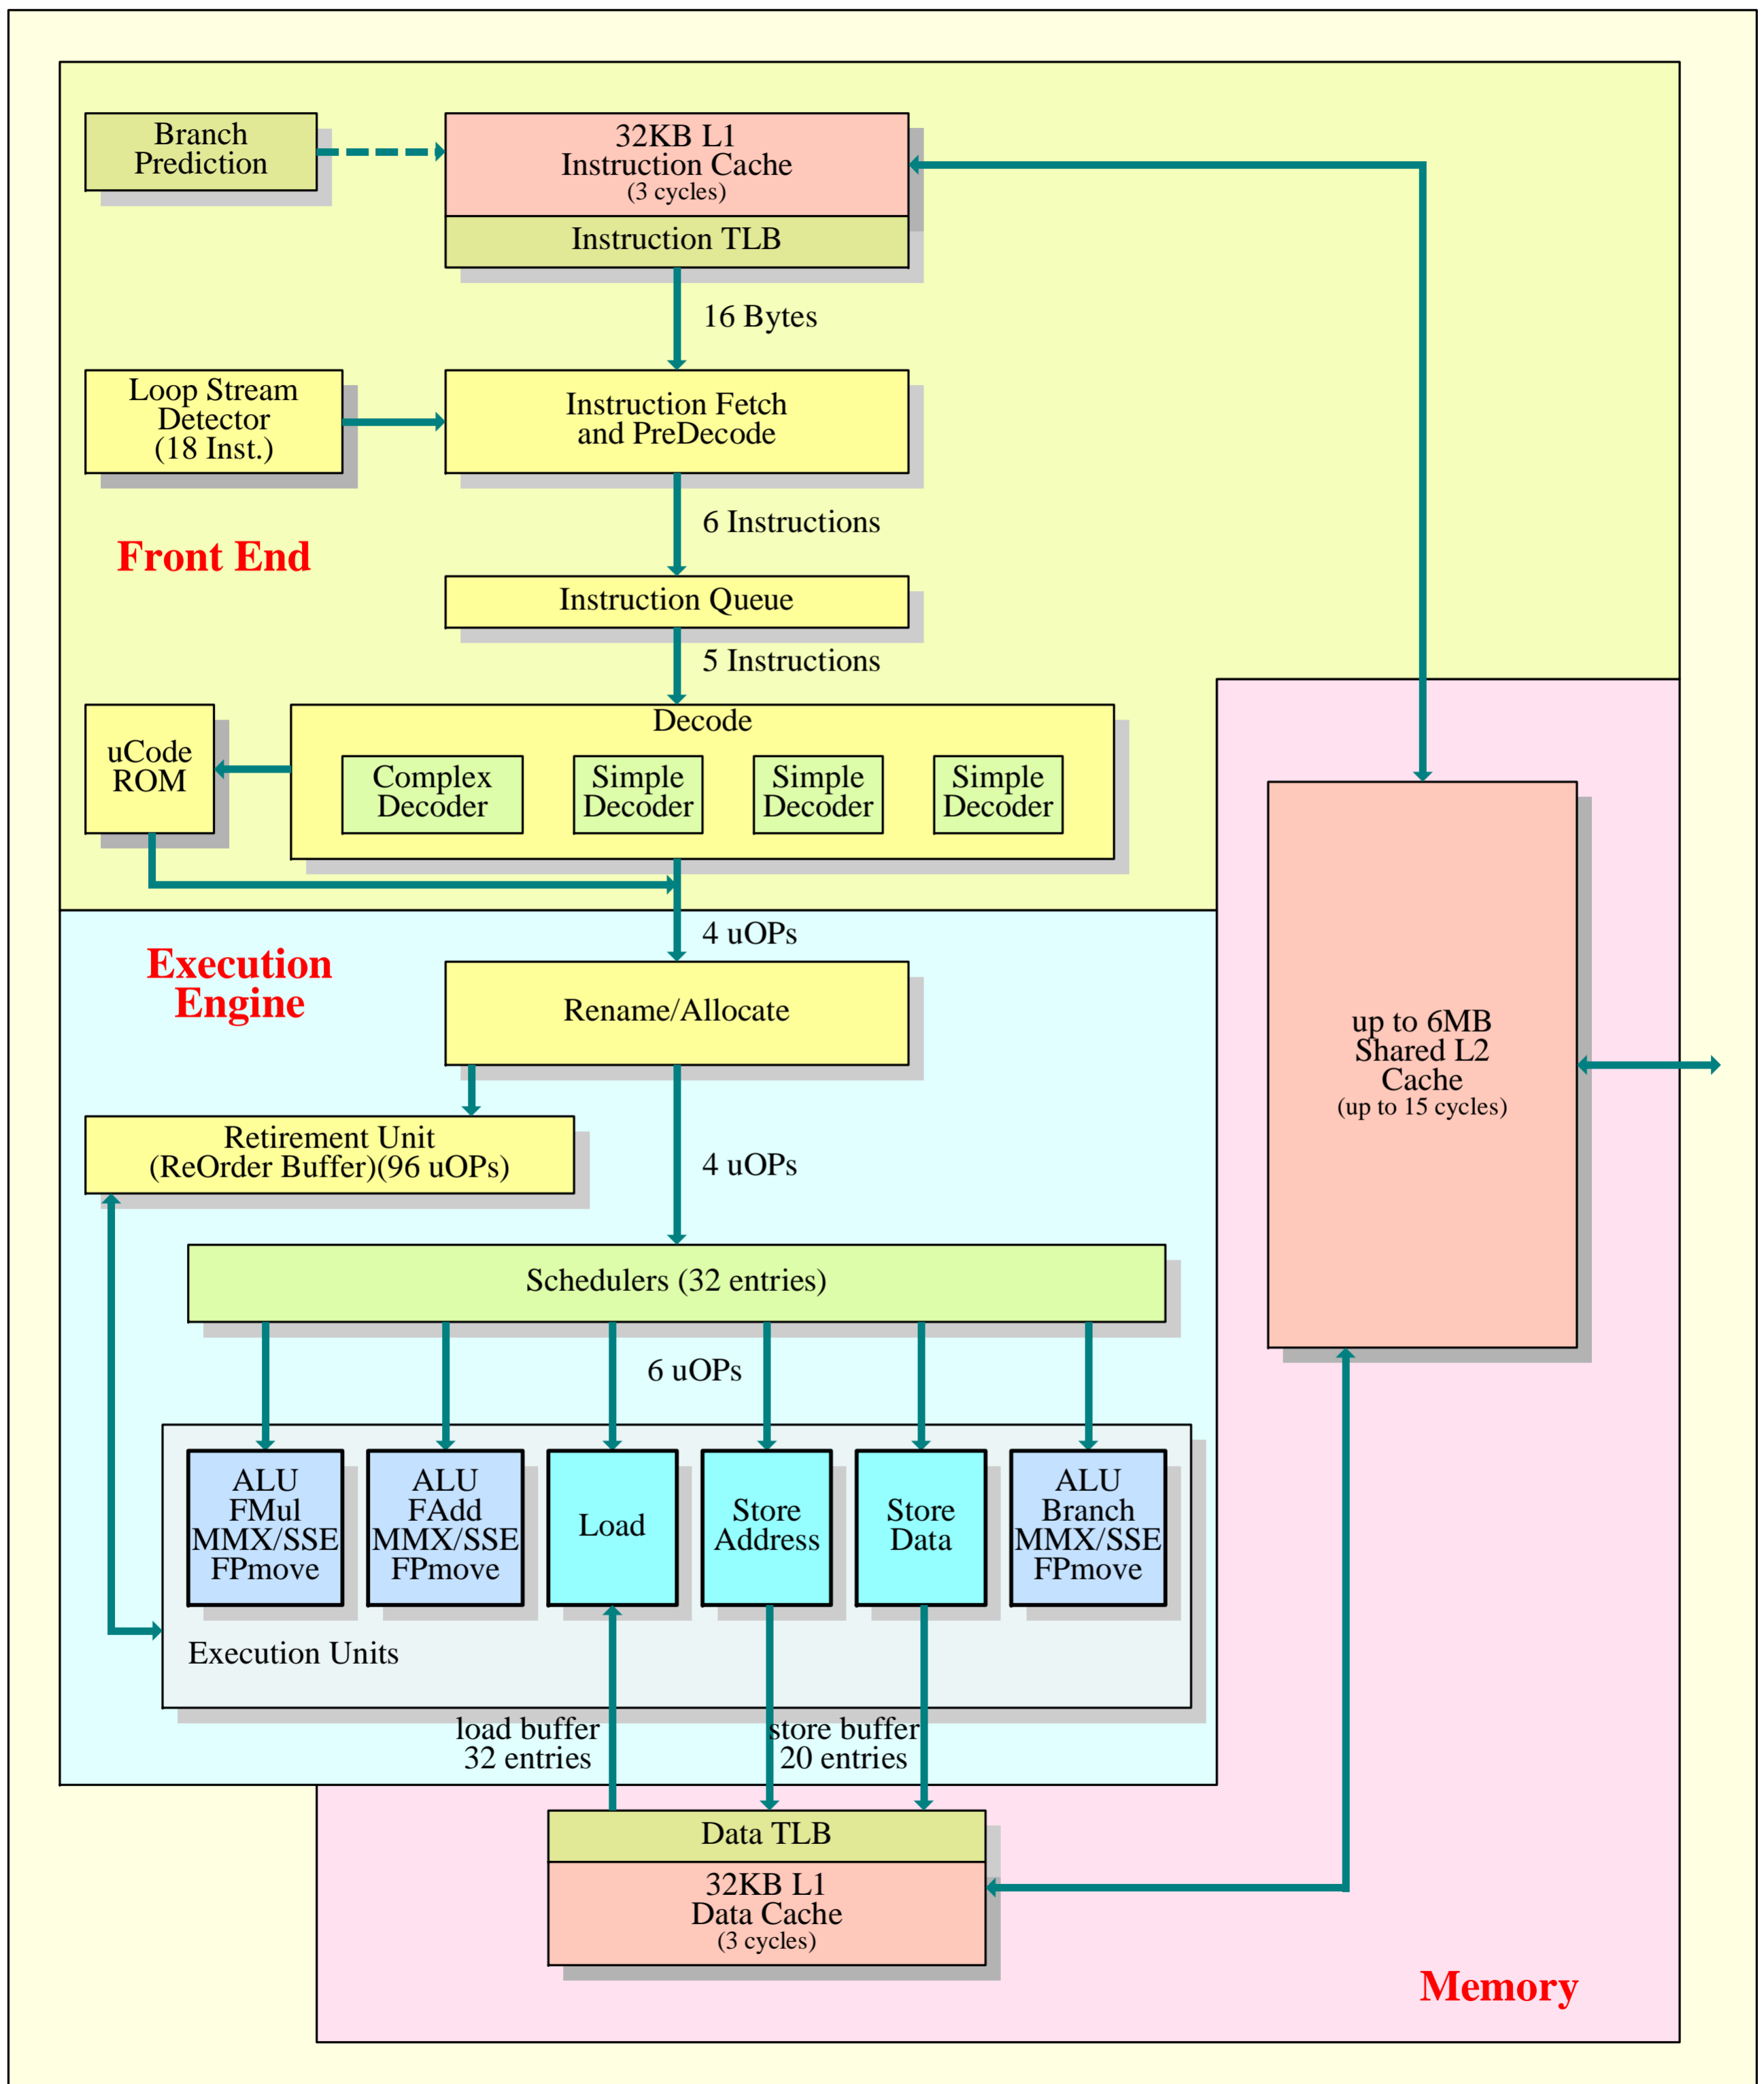 Branch
Prediction
32KB L1
Instruction Cache
(3 cycles)
Instruction TLB
16 Bytes
Loop Stream
Detector
(18 Inst.)
Instruction Fetch
and PreDecode
6 Instructions
Front End
Instruction Queue
5 Instructions
uCode
ROM
Decode
Complex
Decoder
Simple
Decoder
Simple
Decoder
Simple
Decoder
4 uOPs
Execution
Engine
Rename/Allocate
up to 6MB
Shared L2
Cache
(up to 15 cycles)
Retirement Unit
(ReOrder Buffer)(96 uOPs)
4 uOPs
Schedulers (32 entries)
6 uOPs
ALU
FMul
MMX/SSE
FPmove
ALU
FAdd
MMX/SSE
FPmove
Load
Store
Address
Store
Data
ALU
Branch
MMX/SSE
FPmove
Execution Units
load buffer
32 entries
store buffer
20 entries
Data TLB
32KB L1
Data Cache
(3 cycles)
Memory